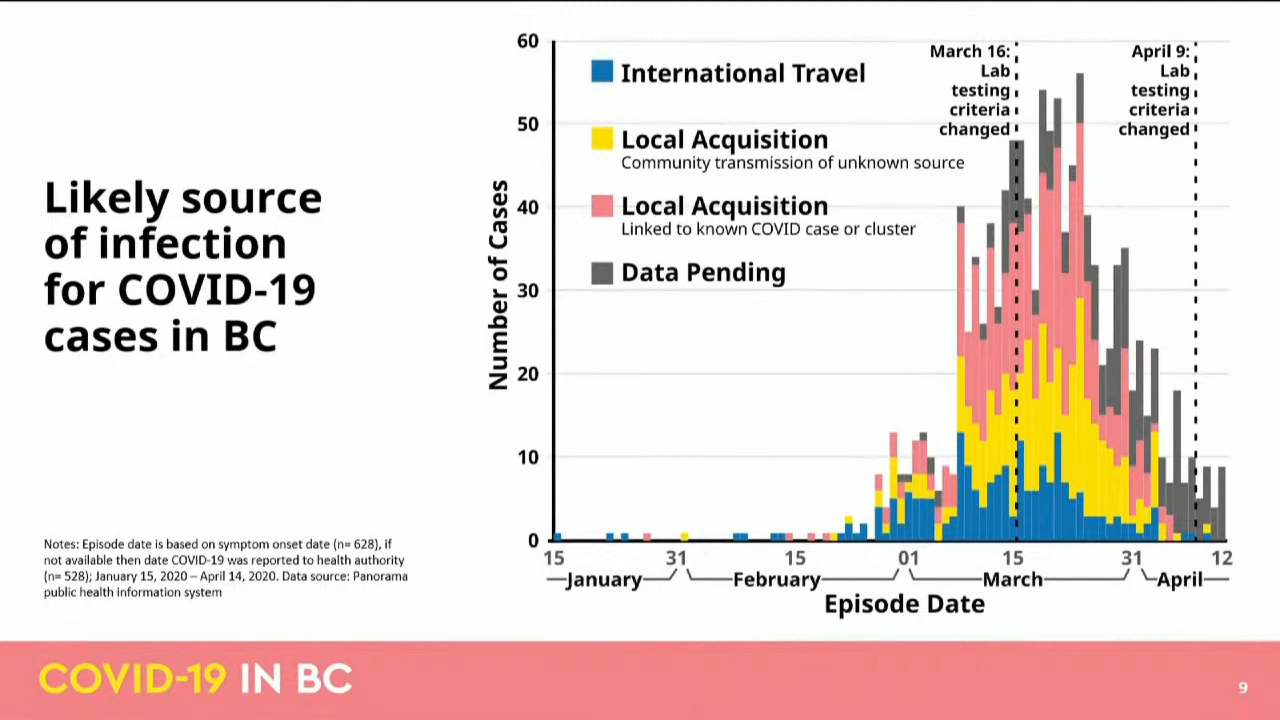 Likely source
of infection
for COVID-19
cases in BC
Notes: Episode date is based on symptom onset date (n= 628), if
not available then date COVID-19 was reported to health authority
(n= 528); January 15, 2020 – April 14, 2020. Data source: Panorama
public health information system
Number of Cases
60
50
40
30
20
10
0
International Travel
Local Acquisition
Community transmission of unknown source
Local Acquisition
Linked to known COVID case or cluster
Data Pending
March 16:
Lab
testing
criteria
changed
April 9:
Lab
testing
criteria
changed
15 31 15 01 15 31 12
January February March April
Episode Date
COVID-19 IN BC
9